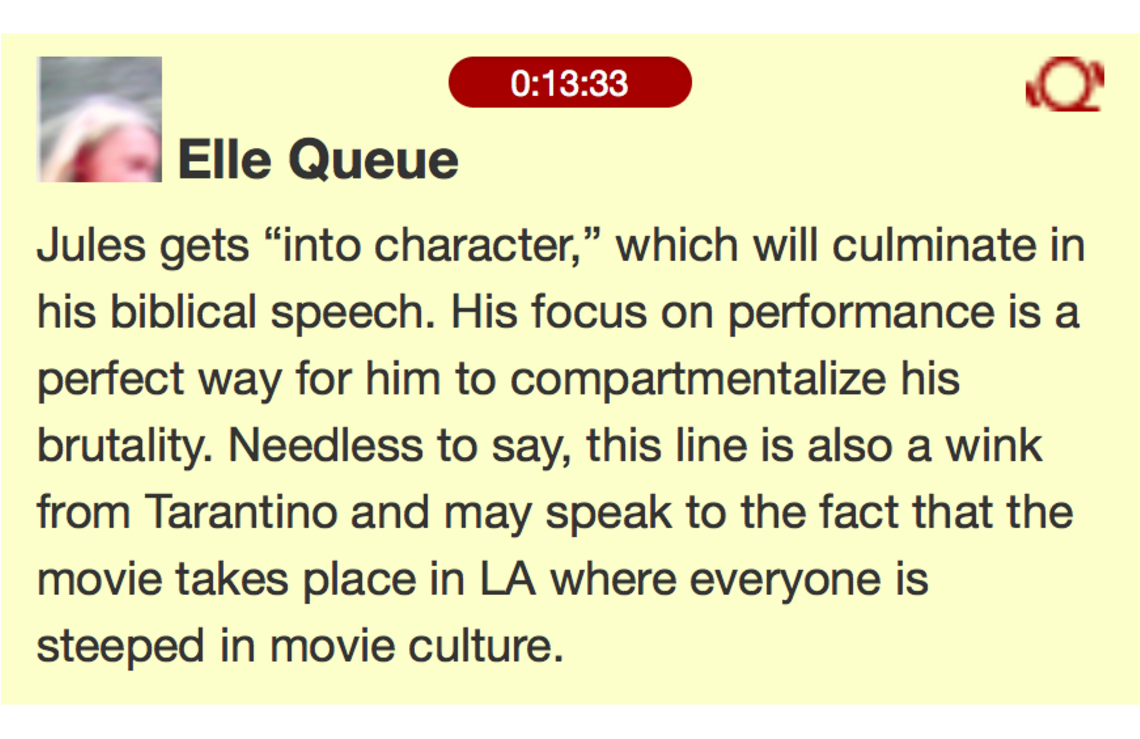 0:13:33
Elle Queue
Jules gets “into character,” which will culminate in
his biblical speech. His focus on performance is a
perfect way for him to compartmentalize his
brutality. Needless to say, this line is also a wink
from Tarantino and may speak to the fact that the
movie takes place in LA where everyone is
steeped in movie culture.